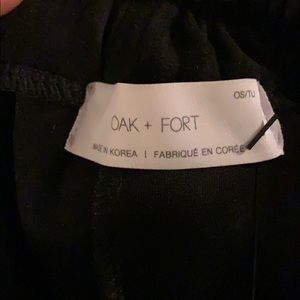 OS/TU
OAK + FORT
MADE IN KOREA | FABRIQUÉ EN CORÉE